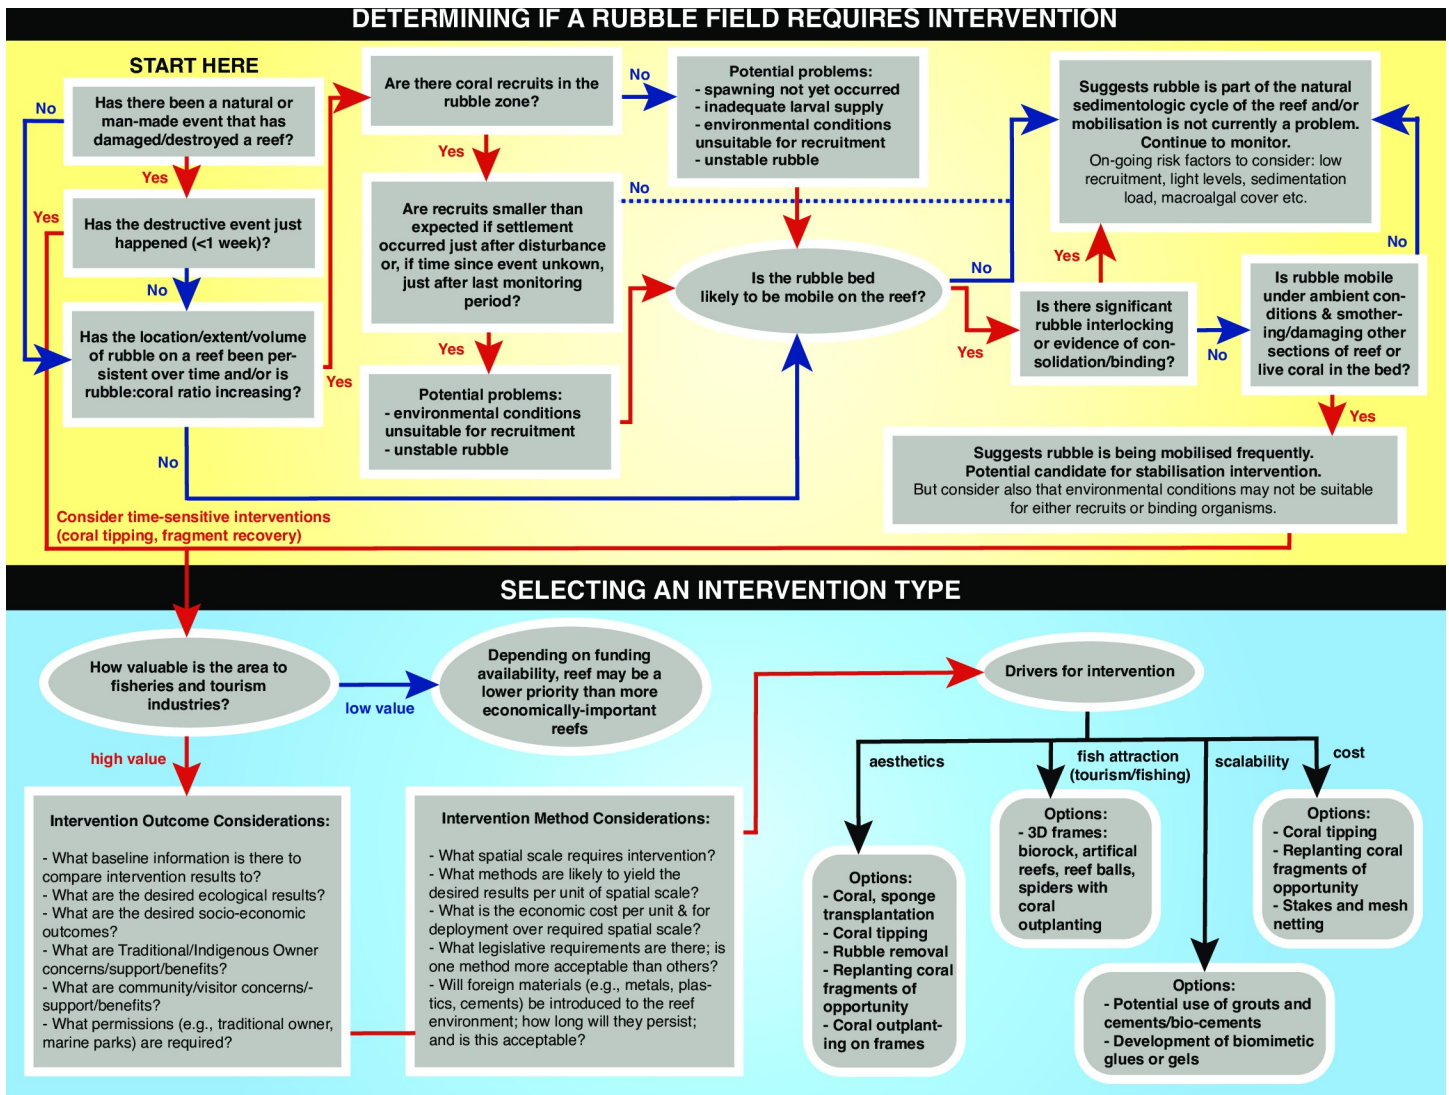 DETERMINING IF A RUBBLE FIELD REQUIRES INTERVENTION
START HERE
Has there been a natural or
man-made event that has
damaged/destroyed a reef?
No
Yes
Has the destructive event just
happened (<1 week)?
Yes
No
Has the location/extent/volume
of rubble on a reef been per-
sistent over time and/or is
rubble:coral ratio increasing?
Yes
No
Are there coral recruits in the
rubble zone?
No
Yes
Are recruits smaller than
expected if settlement
occurred just after disturbance
or, if time since event unkown,
just after last monitoring
period?
No
Yes
Potential problems:
- environmental conditions
unsuitable for recruitment
- unstable rubble
Potential problems:
- spawning not yet occurred
- inadequate larval supply
- environmental conditions
unsuitable for recruitment
- unstable rubble
Is the rubble bed
likely to be mobile on the reef?
No
Yes
Suggests rubble is part of the natural
sedimentologic cycle of the reef and/or
mobilisation is not currently a problem.
Continue to monitor.
On-going risk factors to consider: low
recruitment, light levels, sedimentation
load, macroalgal cover etc.
Yes
Is there significant
rubble interlocking
or evidence of con-
solidation/binding?
No
No
Is rubble mobile
under ambient con-
ditions & smother-
ing/damaging other
sections of reef or
live coral in the bed?
Yes
Suggests rubble is being mobilised frequently.
Potential candidate for stabilisation intervention.
But consider also that environmental conditions may not be suitable
for either recruits or binding organisms.
Consider time-sensitive interventions
(coral tipping, fragment recovery)
SELECTING AN INTERVENTION TYPE
How valuable is the area to
fisheries and tourism
industries?
low value
Depending on funding
availability, reef may be a
lower priority than more
economically-important
reefs
high value
Intervention Outcome Considerations:
- What baseline information is there to
compare intervention results to?
- What are the desired ecological results?
- What are the desired socio-economic
outcomes?
- What are Traditional/Indigenous Owner
concerns/support/benefits?
- What are community/visitor concerns/-
support/benefits?
- What permissions (e.g., traditional owner,
marine parks) are required?
Intervention Method Considerations:
- What spatial scale requires intervention?
- What methods are likely to yield the
desired results per unit of spatial scale?
- What is the economic cost per unit & for
deployment over required spatial scale?
- What legislative requirements are there; is
one method more acceptable than others?
- Will foreign materials (e.g., metals, plas-
tics, cements) be introduced to the reef
environment; how long will they persist;
and is this acceptable?
Drivers for intervention
aesthetics
fish attraction
(tourism/fishing)
scalability
cost
Options:
- Coral, sponge
transplantation
- Coral tipping
- Rubble removal
- Replanting coral
fragments of
opportunity
- Coral outplant-
ing on frames
Options:
- 3D frames:
biorock, artifical
reefs, reef balls,
spiders with
coral
outplanting
Options:
- Potential use of grouts and
cements/bio-cements
- Development of biomimetic
glues or gels
Options:
- Coral tipping
- Replanting coral
fragments of
opportunity
- Stakes and mesh
netting